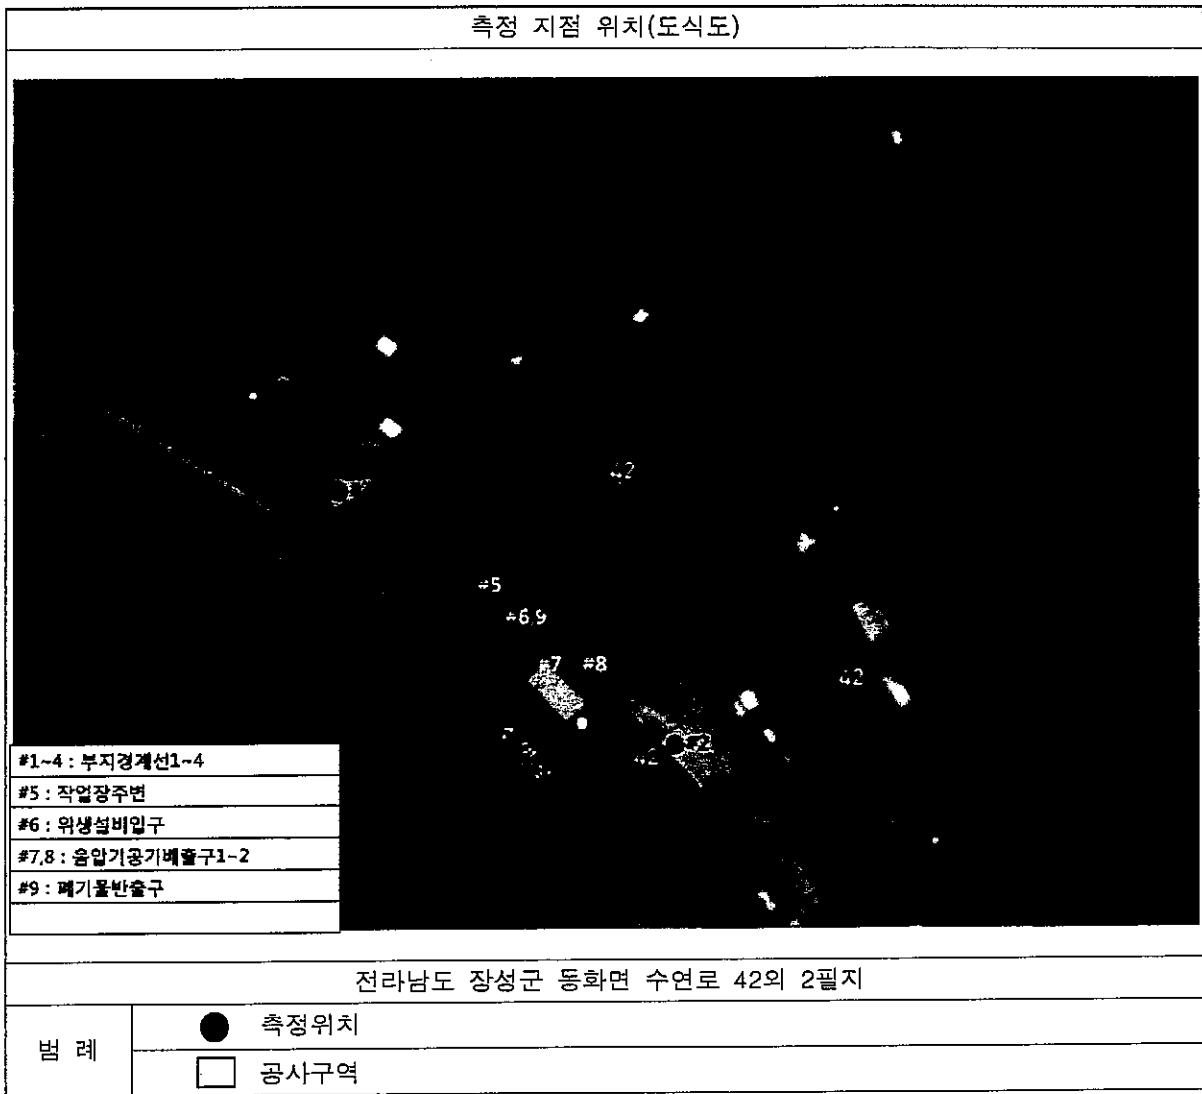 측정 지점 위치(도식도)
42
#5
#6,9
#7 #8
42
42
#1~4 : 부지경계선1~4
#5 : 작업장주변
#6 : 위생설비입구
#7,8 : 음압기공기배출구1~2
#9 : 폐기물반출구
전라남도 장성군 동화면 수연로 42외 2필지
범 례
측정위치
공사구역